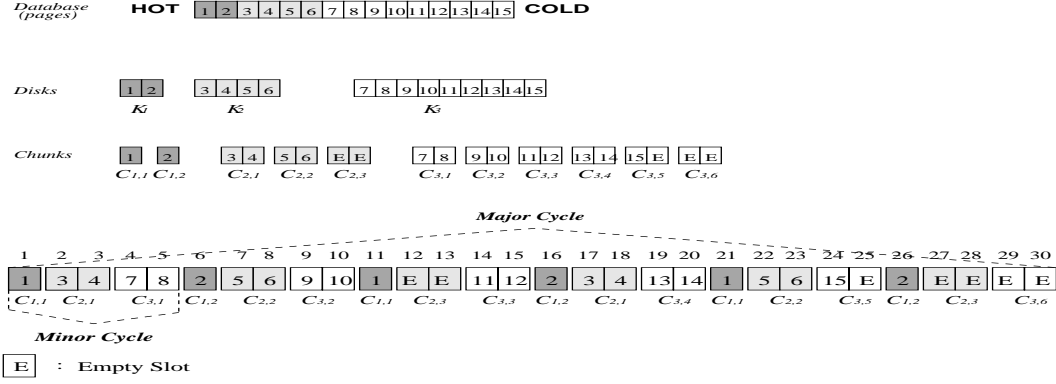 Database HOT 1 2 3 4 5 6 7 8 9 10 11 12 13 14 15 COLD
(pages)
Disks 1 2 3 4 5 6 7 8 9 10 11 12 13 14 15
K1 K2 K3
Chunks 1 2 3 4 5 6 E E 7 8 9 10 11 12 13 14 15 E E E
C1,1 C1,2 C2,1 C2,2 C2,3 C3,1 C3,2 C3,3 C3,4 C3,5 C3,6
Major Cycle
1 2 3 4 5 6 7 8 9 10 11 12 13 14 15 16 17 18 19 20 21 22 23 24 25 26 27 28 29 30
1 3 4 7 8 2 5 6 9 10 1 E E 11 12 2 3 4 13 14 1 5 6 15 E 2 E E E E
C1,1 C2,1 C3,1 C1,2 C2,2 C3,2 C1,1 C2,3 C3,3 C1,2 C2,1 C3,4 C1,1 C2,2 C3,5 C1,2 C2,3 C3,6
Minor Cycle
E : Empty Slot